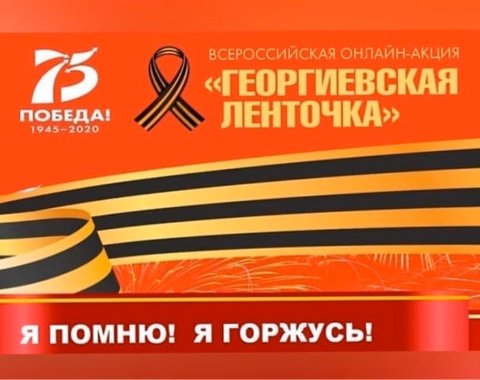 75
ПОБЕДА!
1945–2020
ВСЕРОССИЙСКАЯ ОНЛАЙН-АКЦИЯ
«ГЕОРГИЕВСКАЯ
ЛЕНТОЧКА»
Я ПОМНЮ! Я ГОРЖУСЬ!